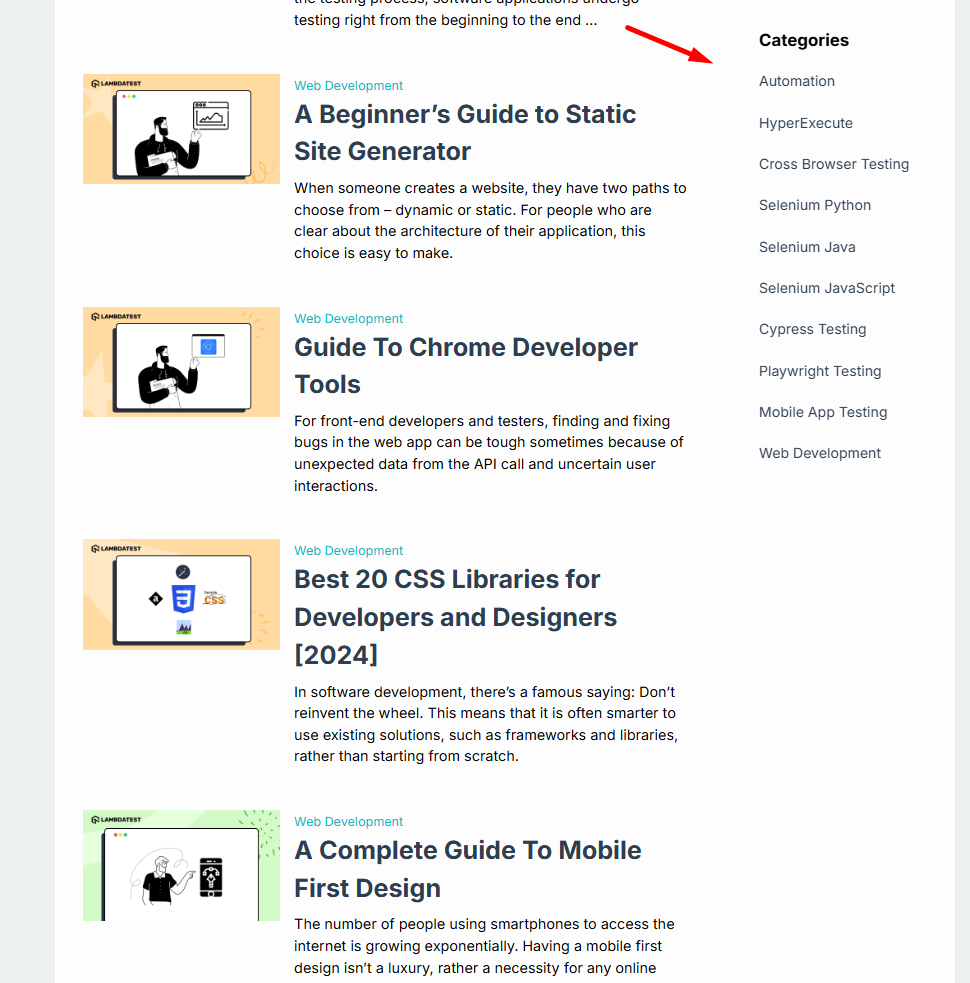 the testing process, software applications undergo
testing right from the beginning to the end ...
LAMBDATEST
Web Development
A Beginner’s Guide to Static
Site Generator
When someone creates a website, they have two paths to
choose from – dynamic or static. For people who are
clear about the architecture of their application, this
choice is easy to make.
LAMBDATEST
Web Development
Guide To Chrome Developer
Tools
For front-end developers and testers, finding and fixing
bugs in the web app can be tough sometimes because of
unexpected data from the API call and uncertain user
interactions.
LAMBDATEST
CSS
Web Development
Best 20 CSS Libraries for
Developers and Designers
[2024]
In software development, there’s a famous saying: Don’t
reinvent the wheel. This means that it is often smarter to
use existing solutions, such as frameworks and libraries,
rather than starting from scratch.
LAMBDATEST
Web Development
A Complete Guide To Mobile
First Design
The number of people using smartphones to access the
internet is growing exponentially. Having a mobile first
design isn’t a luxury, rather a necessity for any online
Categories
Automation
HyperExecute
Cross Browser Testing
Selenium Python
Selenium Java
Selenium JavaScript
Cypress Testing
Playwright Testing
Mobile App Testing
Web Development